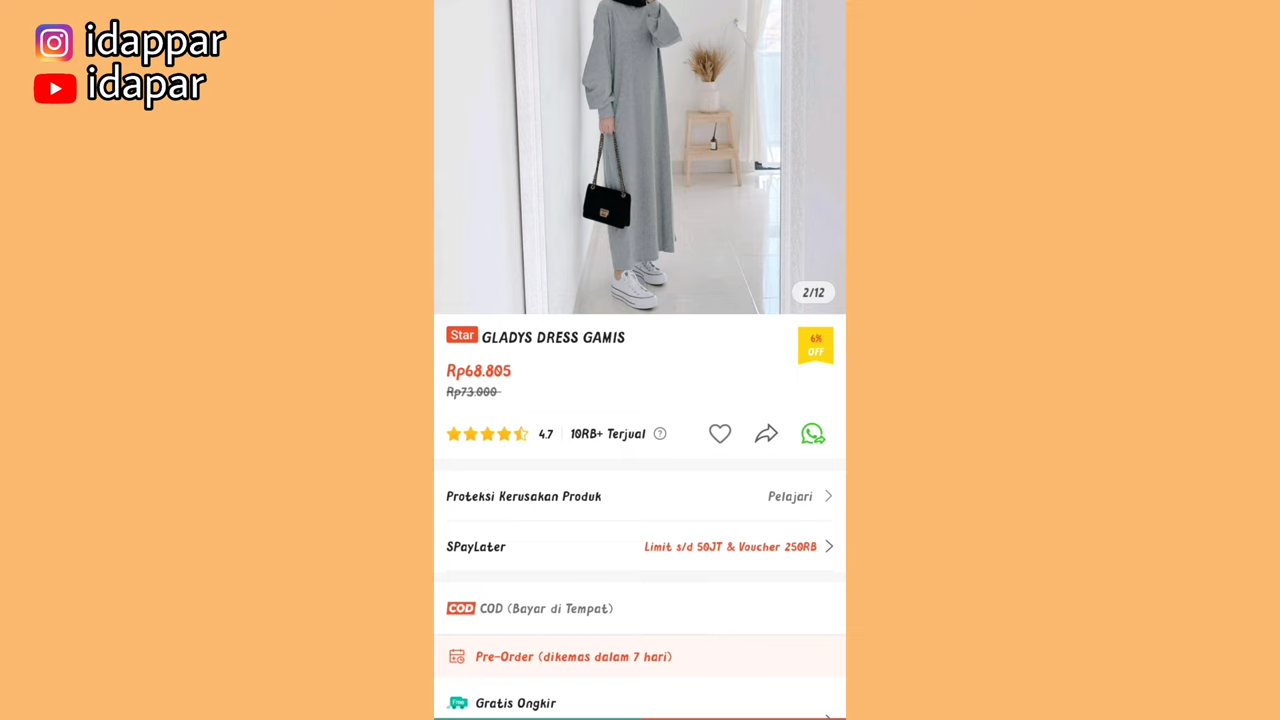 idappar
idapar
2/12
Star GLADYS DRESS GAMIS
6%
OFF
Rp68.805
Rp73.000
4.7 10RB+ Terjual ?
Proteksi Kerusakan Produk Pelajari
SPayLater Limit s/d 50JT & Voucher 250RB
COD COD (Bayar di Tempat)
Pre-Order (dikemas dalam 7 hari)
Free Gratis Ongkir